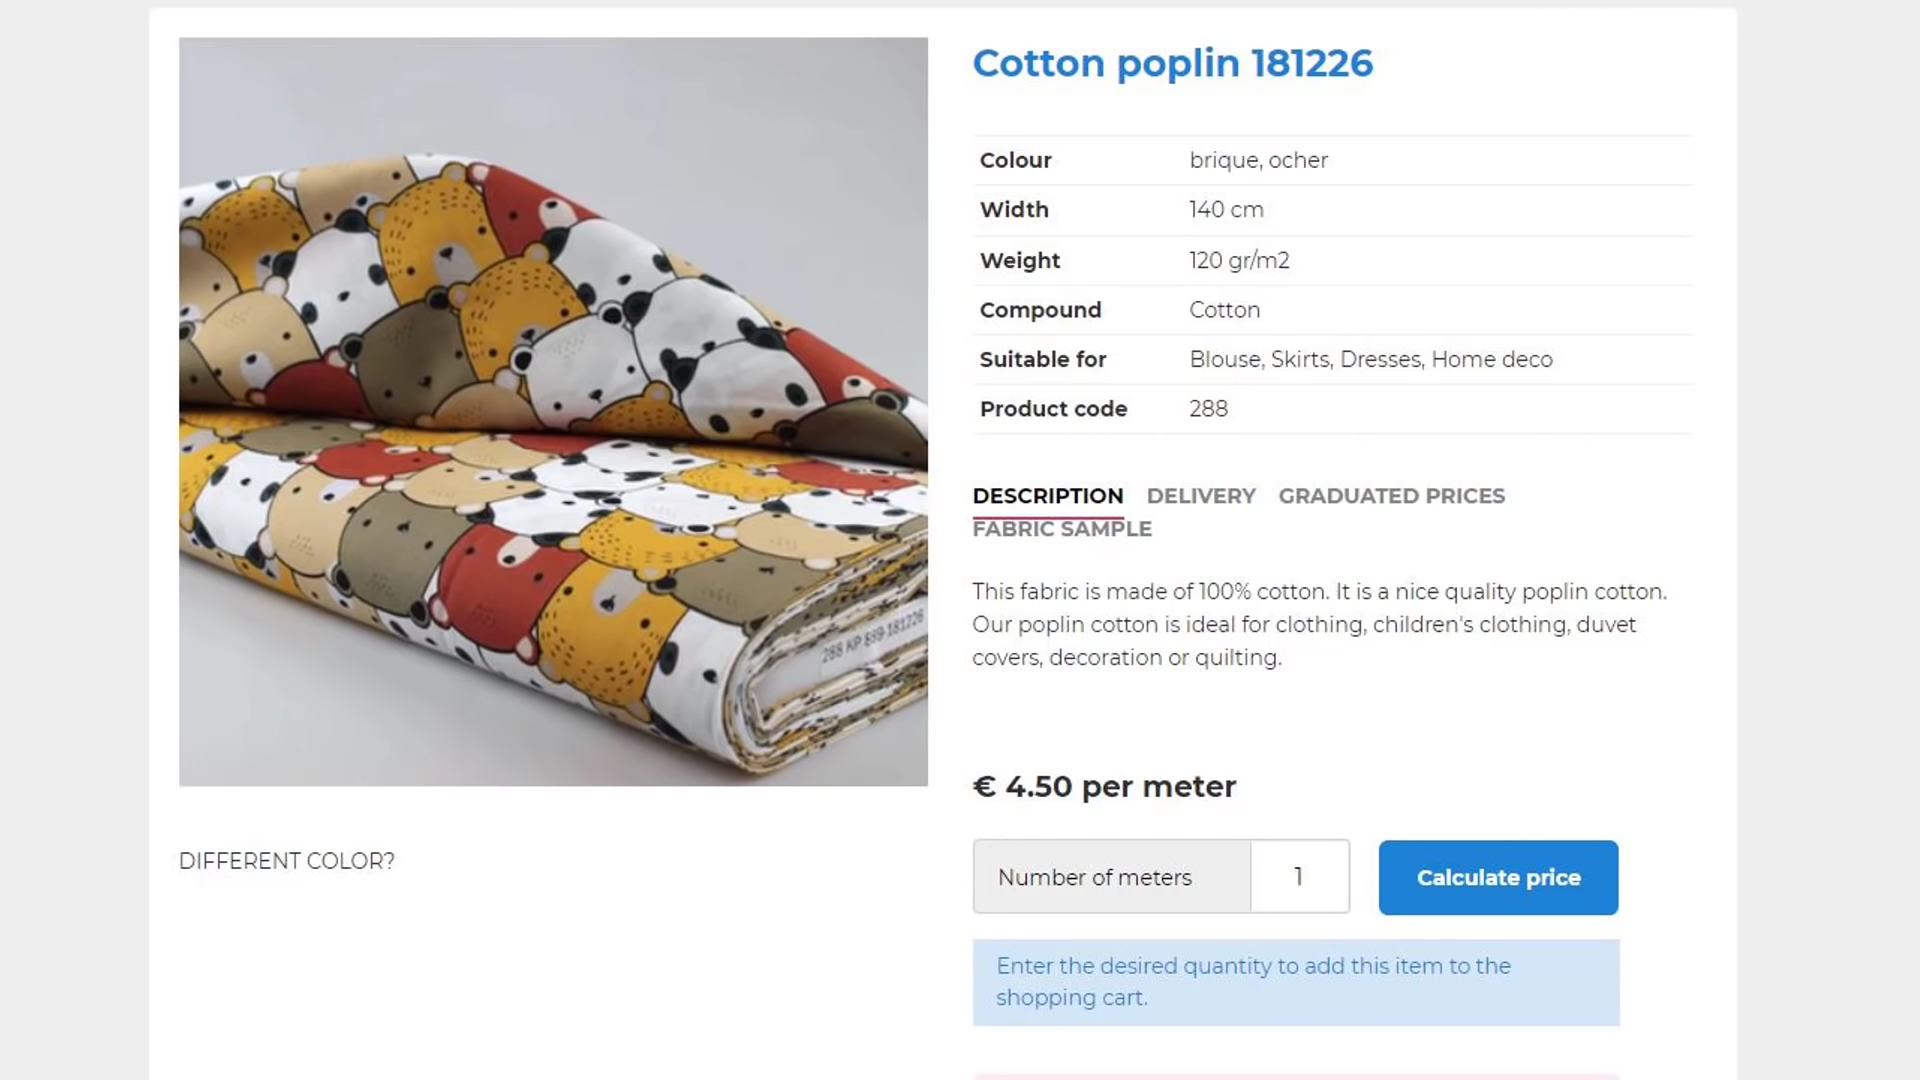 Cotton poplin 181226
Colour brique, ocher
Width 140 cm
Weight 120 gr/m2
Compound Cotton
Suitable for Blouse, Skirts, Dresses, Home deco
Product code 288
DESCRIPTION DELIVERY GRADUATED PRICES
FABRIC SAMPLE
This fabric is made of 100% cotton. It is a nice quality poplin cotton.
Our poplin cotton is ideal for clothing, children's clothing, duvet
covers, decoration or quilting.
288 KP 899-181226
€ 4.50 per meter
Number of meters 1 Calculate price
DIFFERENT COLOR?
Enter the desired quantity to add this item to the
shopping cart.